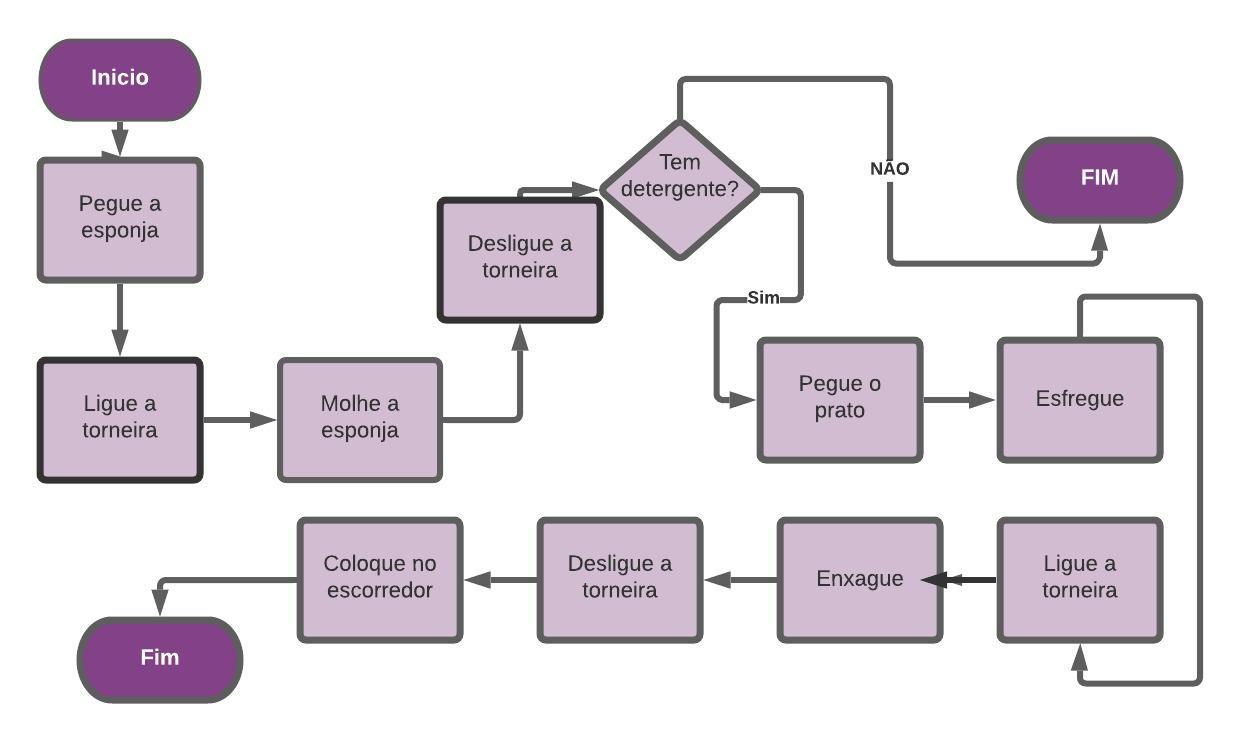 Inicio
Pegue a
esponja
Ligue a
torneira
Molhe a
esponja
Desligue a
torneira
Tem
detergente?
NÃO
FIM
Sim
Pegue o
prato
Esfregue
Ligue a
torneira
Enxague
Desligue a
torneira
Coloque no
escorredor
Fim